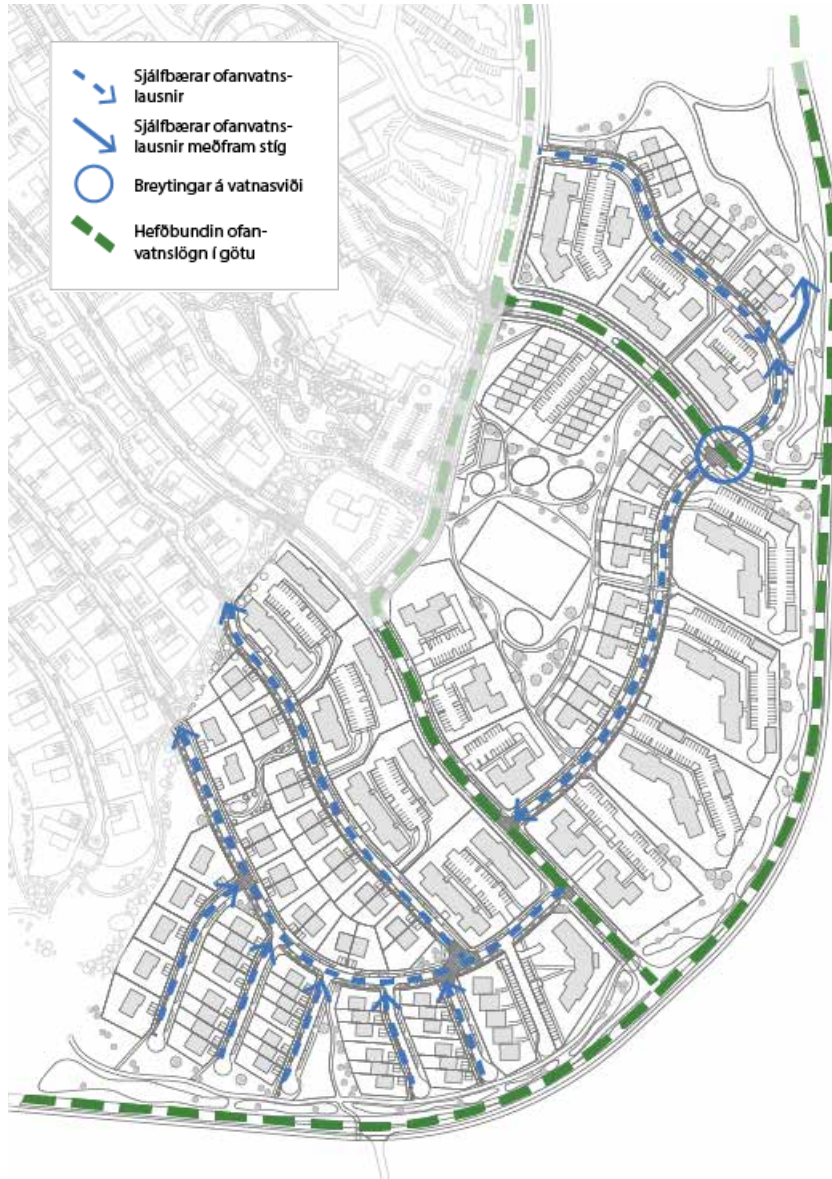 Sjálfbærar ofanvatns-
lausnir
Sjálfbærar ofanvatns-
lausnir meðfram stíg
Breytingar á vatnasviði
Hefðbundin ofan-
vatnslögn í götu